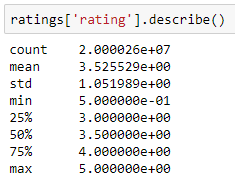 ratings['rating'].describe()
count    2.000026e+07
mean     3.525529e+00
std      1.051989e+00
min      5.000000e-01
25%      3.000000e+00
50%      3.500000e+00
75%      4.000000e+00
max      5.000000e+00